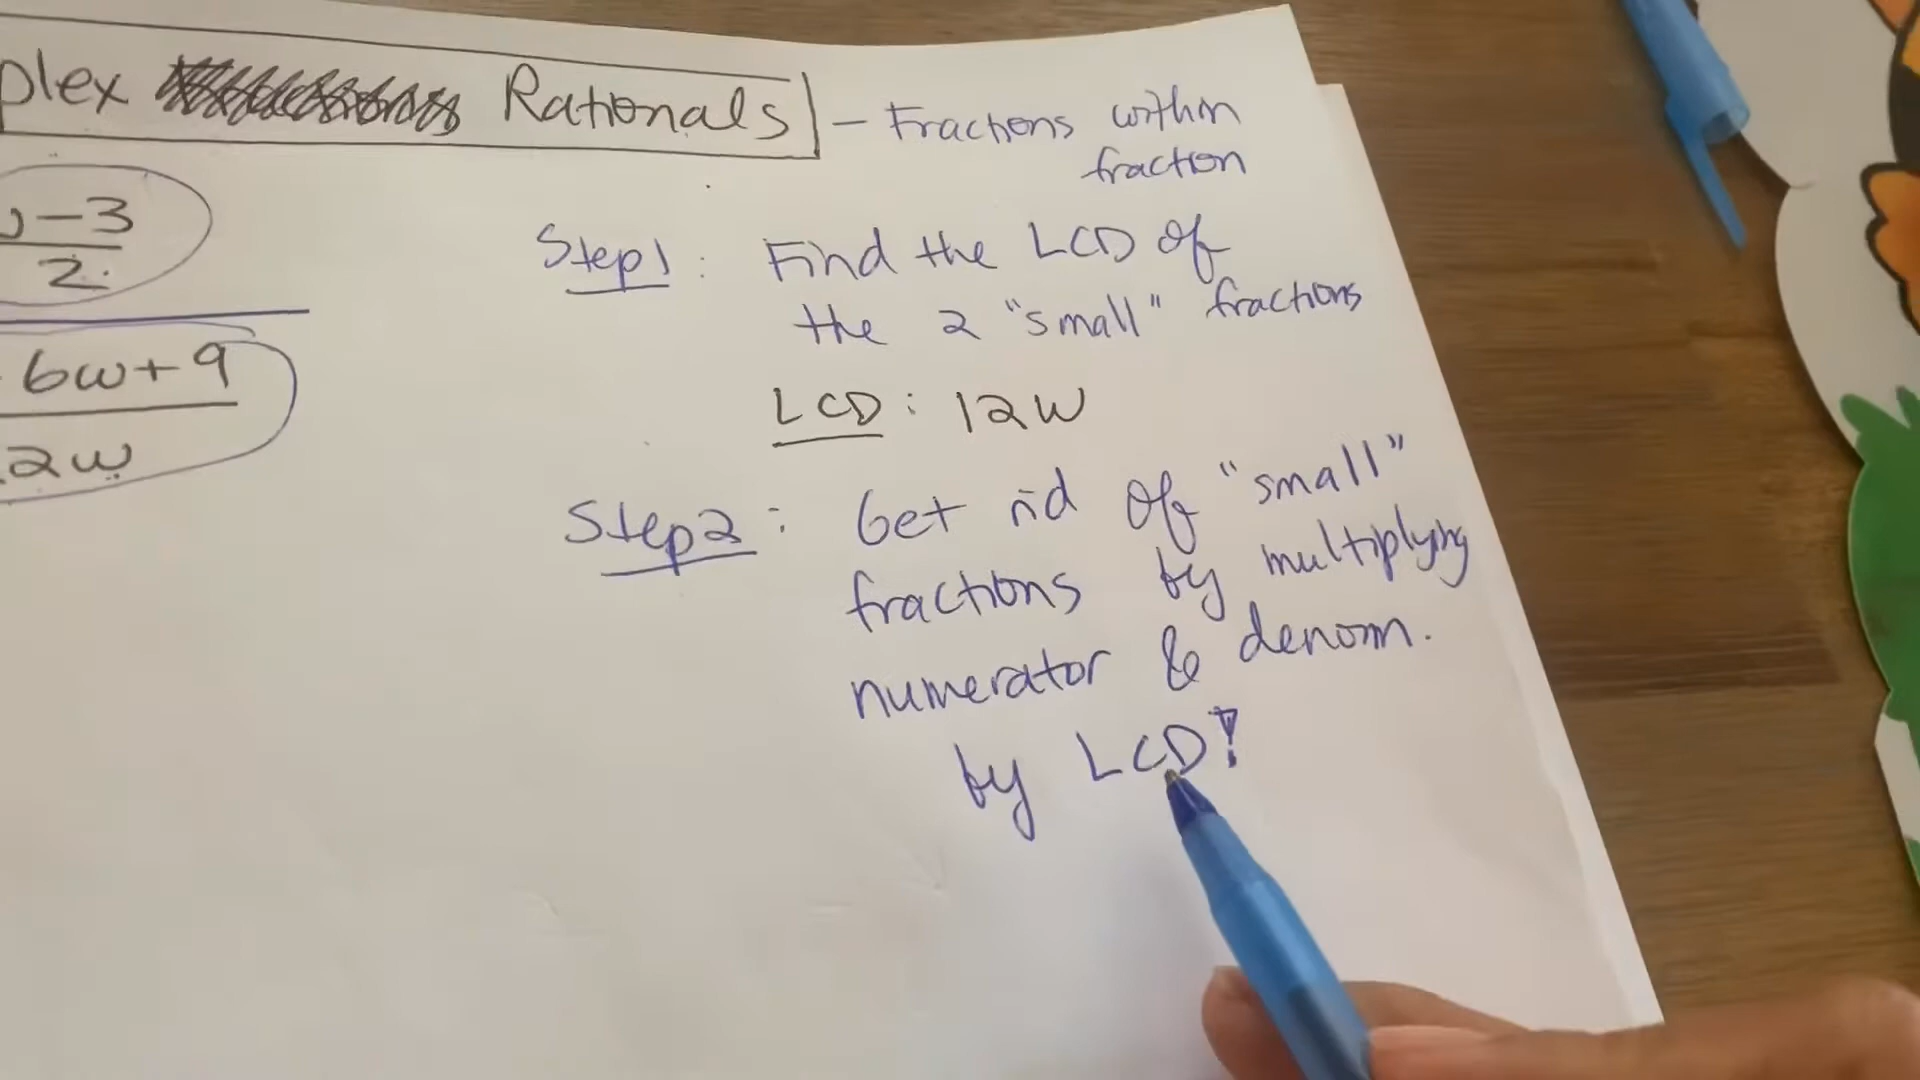 plex Rationals - Fractions within
fraction
w-3
2
Step1: Find the LCD of
the 2 "small" fractions
6w+9
2w
LCD: 12w
Step2: Get rid of "small"
fractions by multiplying
numerator & denom.
by LCD!